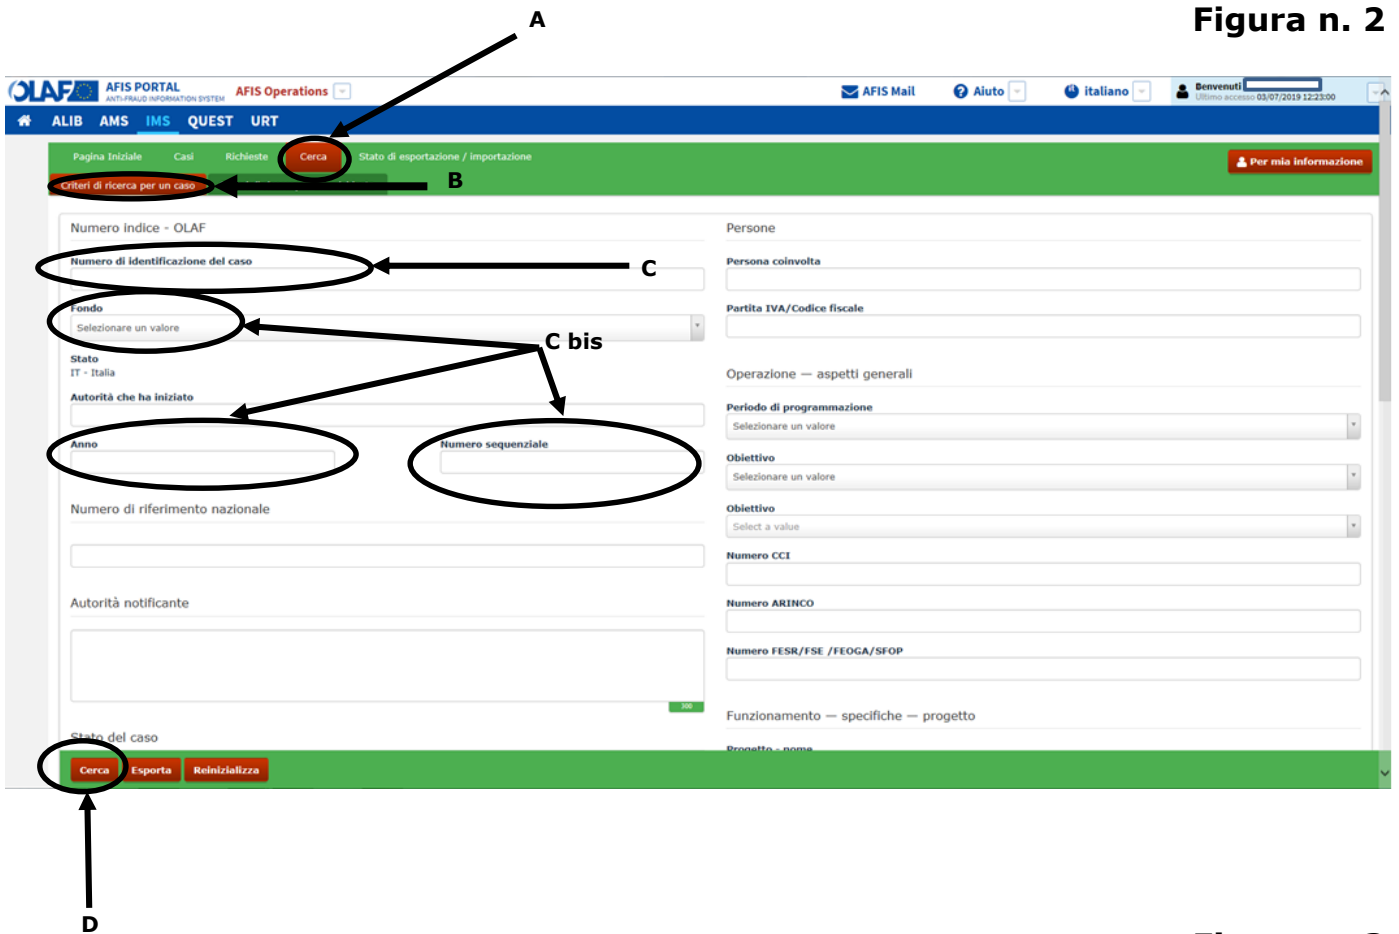 A
Figura n. 2
OLAF AFIS PORTAL AFIS Operations AFIS Mail Aiuto italiano Benvenuti
ANTI-FRAUD INFORMATION SYSTEM Ultimo accesso 03/07/2019 12:23:00
ALIB AMS IMS QUEST URT
Pagina Iniziale Casi Richieste Cerca Stato di esportazione / importazione
Per mia informazione
Criteri di ricerca per un caso B
Numero indice - OLAF Persone
Numero di identificazione del caso Persona coinvolta
C
Fondo Partita IVA/Codice fiscale
Selezionare un valore
C bis
Stato
IT - Italia Operazione — aspetti generali
Autorità che ha iniziato
Periodo di programmazione
Selezionare un valore
Anno Numero sequenziale
Obiettivo
Selezionare un valore
Numero di riferimento nazionale Obiettivo
Select a value
Numero CCI
Autorità notificante Numero ARINCO
Numero FESR/FSE /FEOGA/SFOP
300
Funzionamento — specifiche — progetto
Stato del caso
Progetto - nome
Cerca Esporta Reinizializza
D